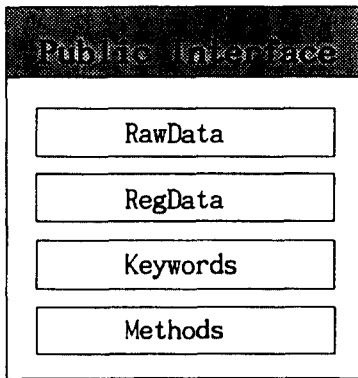 Public Interface
RawData
RegData
Keywords
Methods